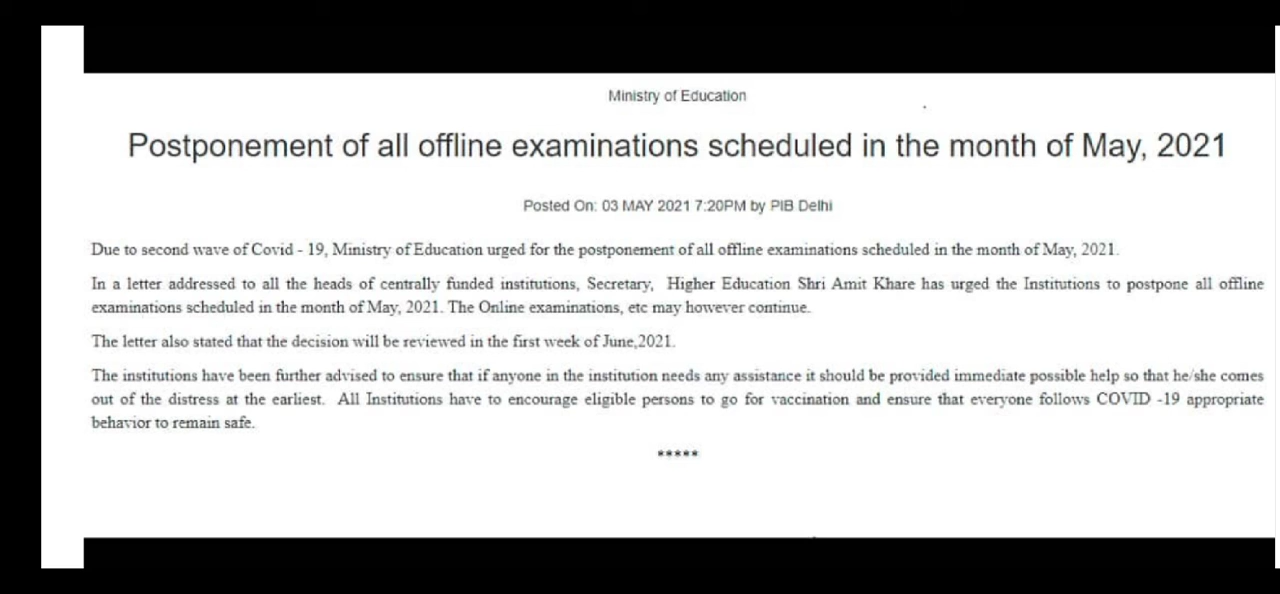 Ministry of Education
Postponement of all offline examinations scheduled in the month of May, 2021
Posted On: 03 MAY 2021 7:20PM by PIB Delhi
Due to second wave of Covid - 19, Ministry of Education urged for the postponement of all offline examinations scheduled in the month of May, 2021.
In a letter addressed to all the heads of centrally funded institutions, Secretary, Higher Education Shri Amit Khare has urged the Institutions to postpone all offline
examinations scheduled in the month of May, 2021. The Online examinations, etc may however continue.
The letter also stated that the decision will be reviewed in the first week of June,2021.
The institutions have been further advised to ensure that if anyone in the institution needs any assistance it should be provided immediate possible help so that he/she comes
out of the distress at the earliest. All Institutions have to encourage eligible persons to go for vaccination and ensure that everyone follows COVID -19 appropriate
behavior to remain safe.
*****